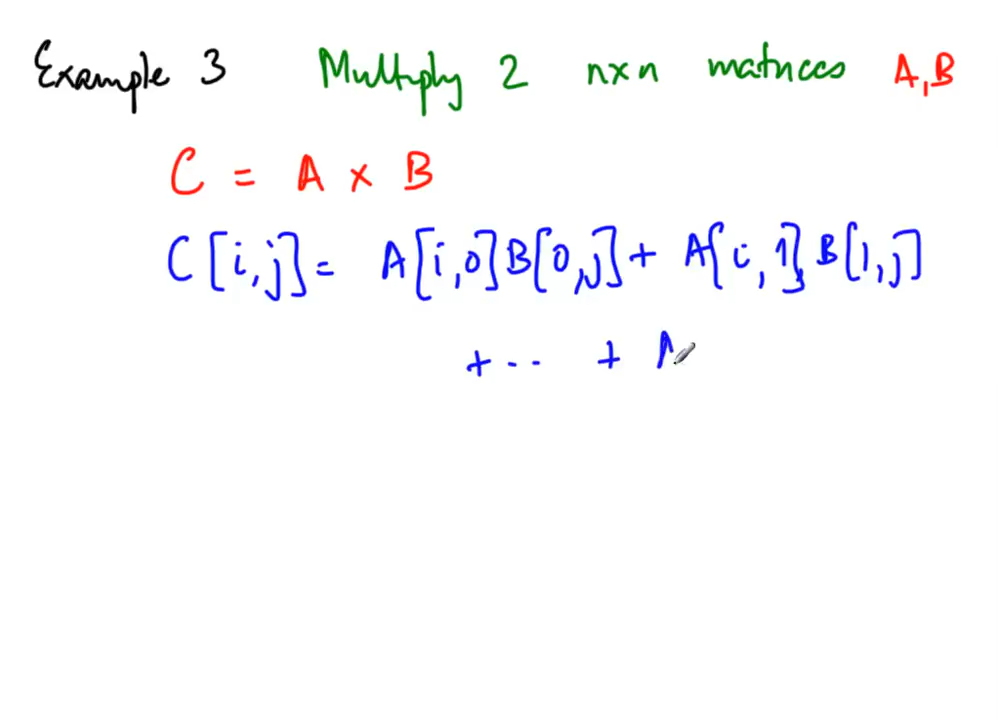 Example 3 Multiply 2 nxn matrices A,B
C = A x B
C[i,j] = A[i,0]B[0,j] + A[i,1]B[1,j]
+ .. + A